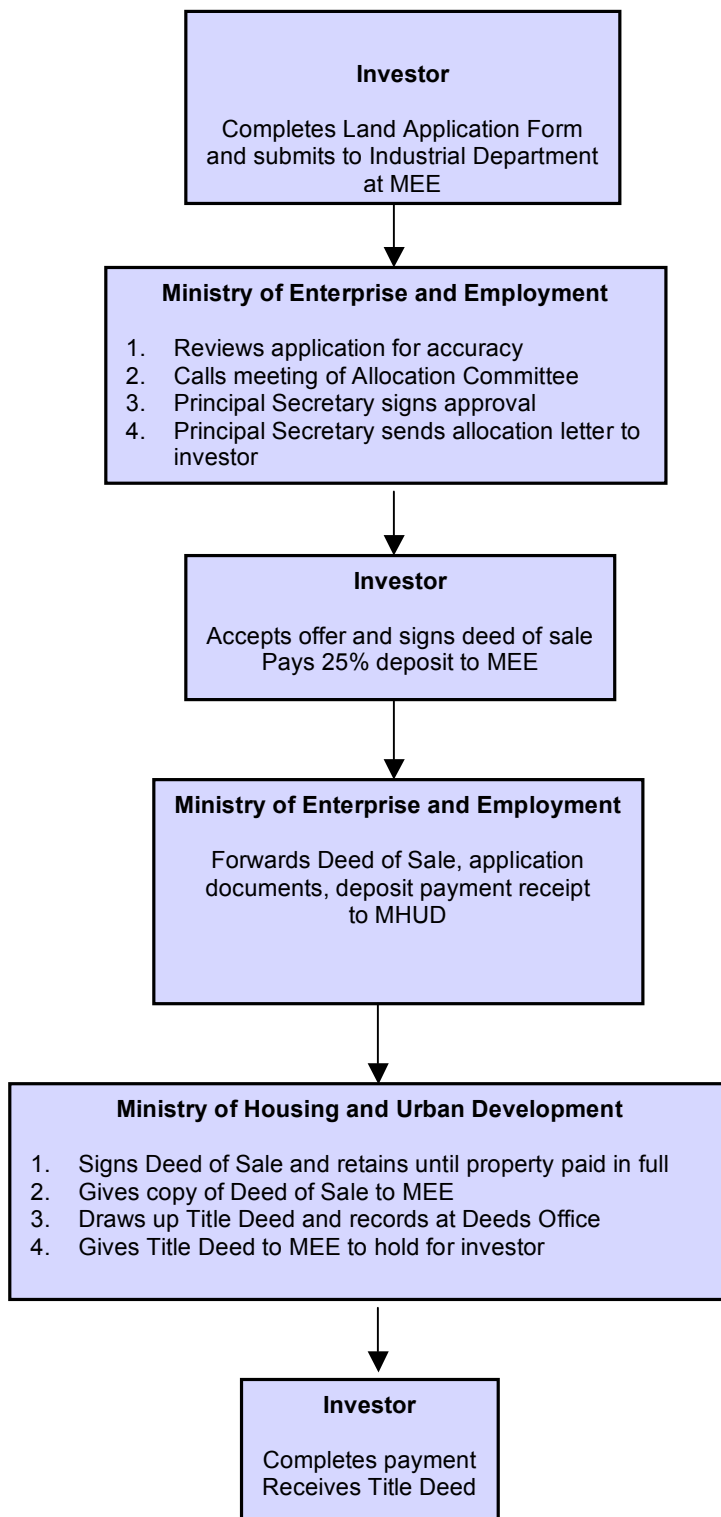 Investor
Completes Land Application Form
and submits to Industrial Department
at MEE
Ministry of Enterprise and Employment
1. Reviews application for accuracy
2. Calls meeting of Allocation Committee
3. Principal Secretary signs approval
4. Principal Secretary sends allocation letter to
investor
Investor
Accepts offer and signs deed of sale
Pays 25% deposit to MEE
Ministry of Enterprise and Employment
Forwards Deed of Sale, application
documents, deposit payment receipt
to MHUD
Ministry of Housing and Urban Development
1. Signs Deed of Sale and retains until property paid in full
2. Gives copy of Deed of Sale to MEE
3. Draws up Title Deed and records at Deeds Office
4. Gives Title Deed to MEE to hold for investor
Investor
Completes payment
Receives Title Deed